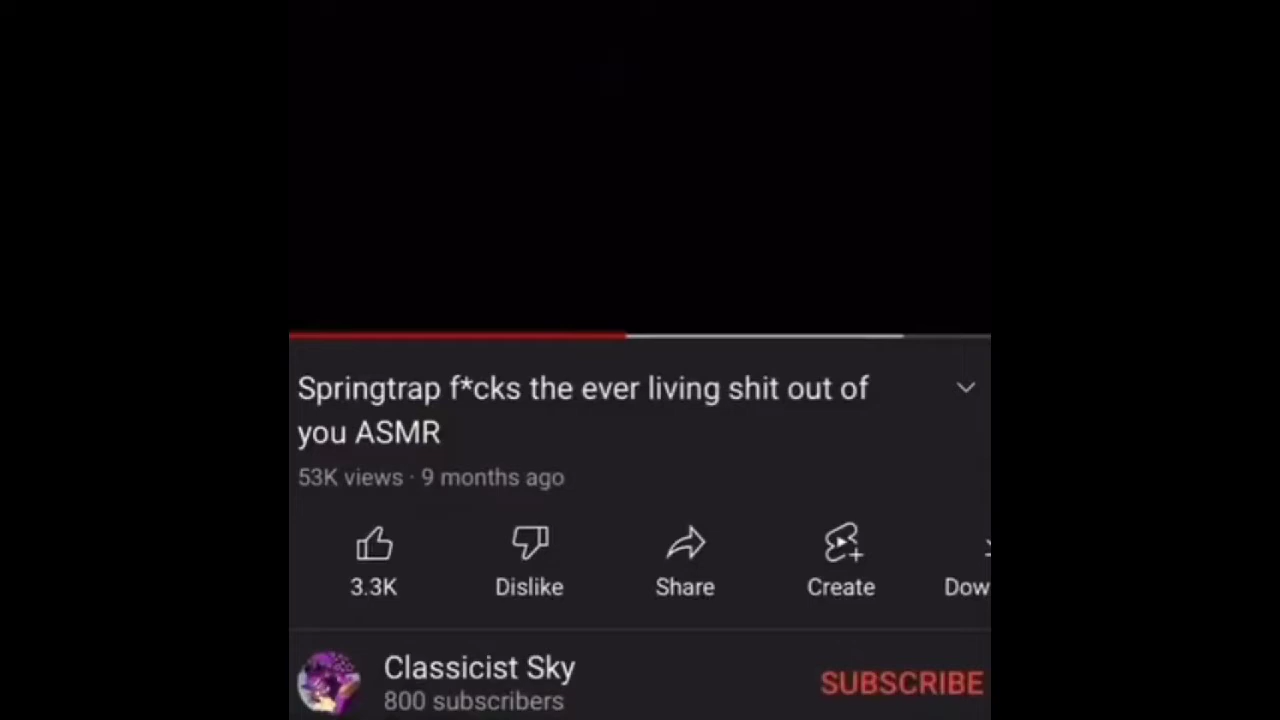 Springtrap f*cks the ever living shit out of
you ASMR
53K views · 9 months ago
3.3K Dislike Share Create Dow
Classicist Sky
800 subscribers
SUBSCRIBE